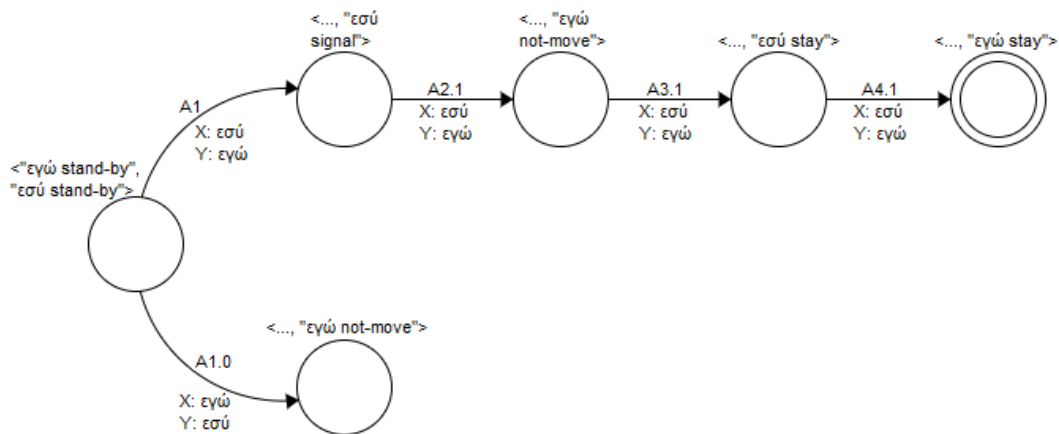 <..., "εσύ
signal">
<..., "εγώ
not-move">
<..., "εσύ stay">
<..., "εγώ stay">
A1
X: εσύ
Y: εγώ
A2.1
X: εσύ
Y: εγώ
A3.1
X: εσύ
Y: εγώ
A4.1
X: εσύ
Y: εγώ
<"εγώ stand-by",
"εσύ stand-by">
<..., "εγώ not-move">
A1.0
X: εγώ
Y: εσύ